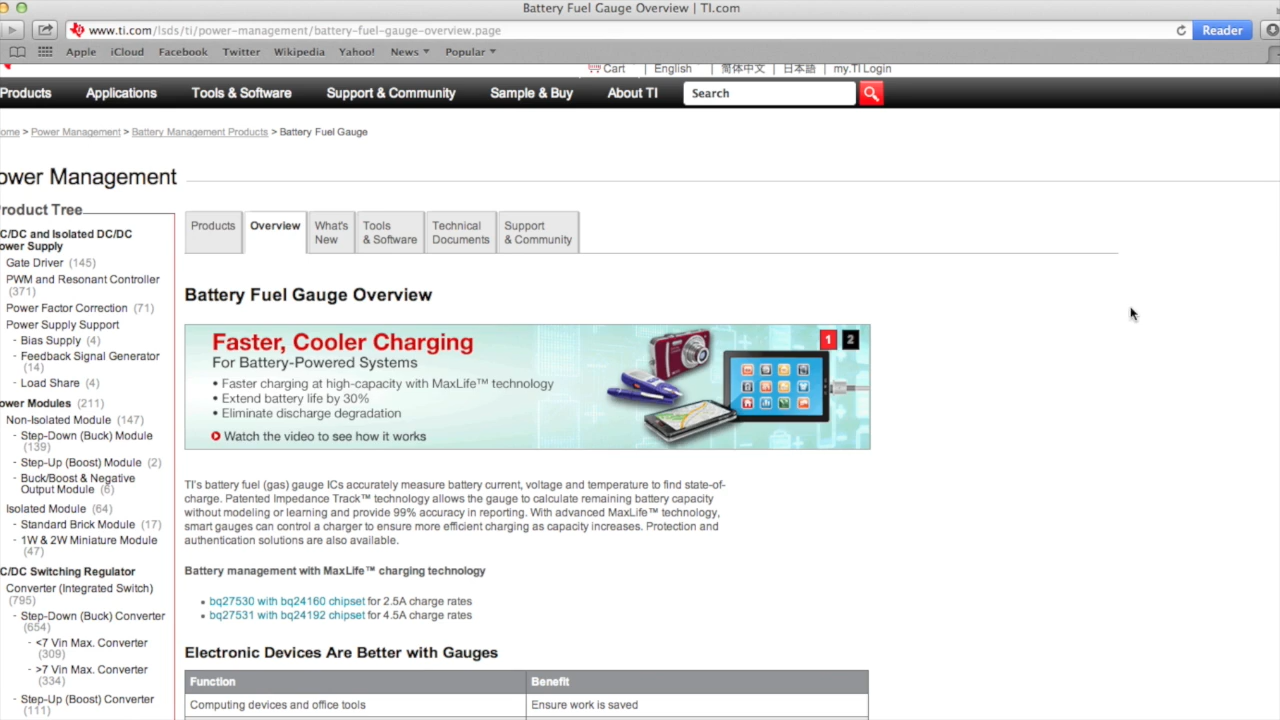 Battery Fuel Gauge Overview | TI.com
www.ti.com/lsds/ti/power-management/battery-fuel-gauge-overview.page
Reader
Apple iCloud Facebook Twitter Wikipedia Yahoo! News ▾ Popular ▾
Cart | English | 简体中文 | 日本語 | my.TI Login
Products Applications Tools & Software Support & Community Sample & Buy About TI Search
ome > Power Management > Battery Management Products > Battery Fuel Gauge
ower Management
roduct Tree
C/DC and Isolated DC/DC
ower Supply
Gate Driver (145)
PWM and Resonant Controller
(371)
Power Factor Correction (71)
Power Supply Support
- Bias Supply (4)
- Feedback Signal Generator
(14)
- Load Share (4)
ower Modules (211)
Non-Isolated Module (147)
- Step-Down (Buck) Module
(139)
- Step-Up (Boost) Module (2)
- Buck/Boost & Negative
Output Module (6)
Isolated Module (64)
- Standard Brick Module (17)
- 1W & 2W Miniature Module
(47)
C/DC Switching Regulator
Converter (Integrated Switch)
(795)
- Step-Down (Buck) Converter
(654)
- <7 Vin Max. Converter
(309)
- >7 Vin Max. Converter
(334)
- Step-Up (Boost) Converter
(111)
Products
Overview
What's
New
Tools
& Software
Technical
Documents
Support
& Community
Battery Fuel Gauge Overview
Faster, Cooler Charging
For Battery-Powered Systems
• Faster charging at high-capacity with MaxLife™ technology
• Extend battery life by 30%
• Eliminate discharge degradation
Watch the video to see how it works
1 2
TI's battery fuel (gas) gauge ICs accurately measure battery current, voltage and temperature to find state-of-
charge. Patented Impedance Track™ technology allows the gauge to calculate remaining battery capacity
without modeling or learning and provide 99% accuracy in reporting. With advanced MaxLife™ technology,
smart gauges can control a charger to ensure more efficient charging as capacity increases. Protection and
authentication solutions are also available.
Battery management with MaxLife™ charging technology
• bq27530 with bq24160 chipset for 2.5A charge rates
• bq27531 with bq24192 chipset for 4.5A charge rates
Electronic Devices Are Better with Gauges
Function Benefit
Computing devices and office tools Ensure work is saved